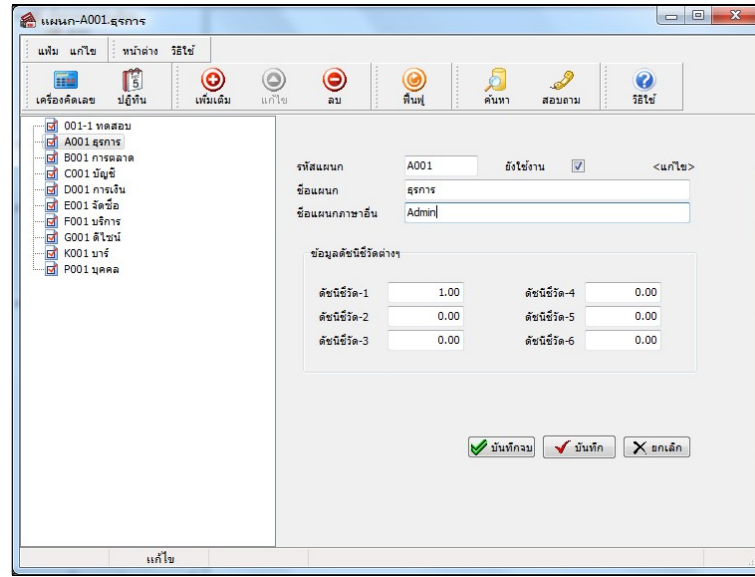 แผนก-A001.ธุรการ
แฟ้ม แก้ไข หน้าต่าง วิธีใช้
5
เครื่องคิดเลข ปฏิทิน เพิ่มเติม แก้ไข ลบ ฟื้นฟู ค้นหา สอบถาม วิธีใช้
001-1 ทดสอบ
A001 ธุรการ
B001 การตลาด
C001 บัญชี
D001 การเงิน
E001 จัดซื้อ
F001 บริการ
G001 ดีไซน์
K001 บาร์
P001 บุคคล
รหัสแผนก A001 ยังใช้งาน <แก้ไข>
ชื่อแผนก ธุรการ
ชื่อแผนกภาษาอื่น Admin
ข้อมูลดัชนีชี้วัดต่างๆ
ดัชนีชี้วัด-1 1.00 ดัชนีชี้วัด-4 0.00
ดัชนีชี้วัด-2 0.00 ดัชนีชี้วัด-5 0.00
ดัชนีชี้วัด-3 0.00 ดัชนีชี้วัด-6 0.00
บันทึกจบ บันทึก ยกเลิก
แก้ไข